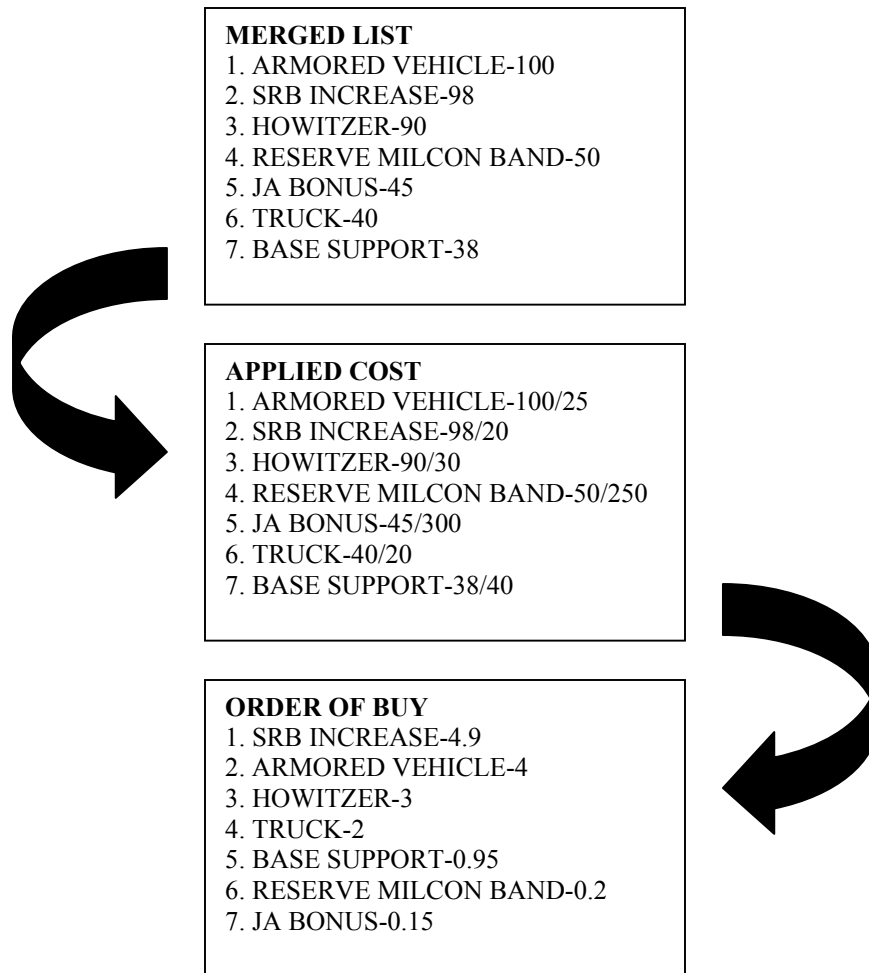 MERGED LIST
1. ARMORED VEHICLE-100
2. SRB INCREASE-98
3. HOWITZER-90
4. RESERVE MILCON BAND-50
5. JA BONUS-45
6. TRUCK-40
7. BASE SUPPORT-38
APPLIED COST
1. ARMORED VEHICLE-100/25
2. SRB INCREASE-98/20
3. HOWITZER-90/30
4. RESERVE MILCON BAND-50/250
5. JA BONUS-45/300
6. TRUCK-40/20
7. BASE SUPPORT-38/40
ORDER OF BUY
1. SRB INCREASE-4.9
2. ARMORED VEHICLE-4
3. HOWITZER-3
4. TRUCK-2
5. BASE SUPPORT-0.95
6. RESERVE MILCON BAND-0.2
7. JA BONUS-0.15